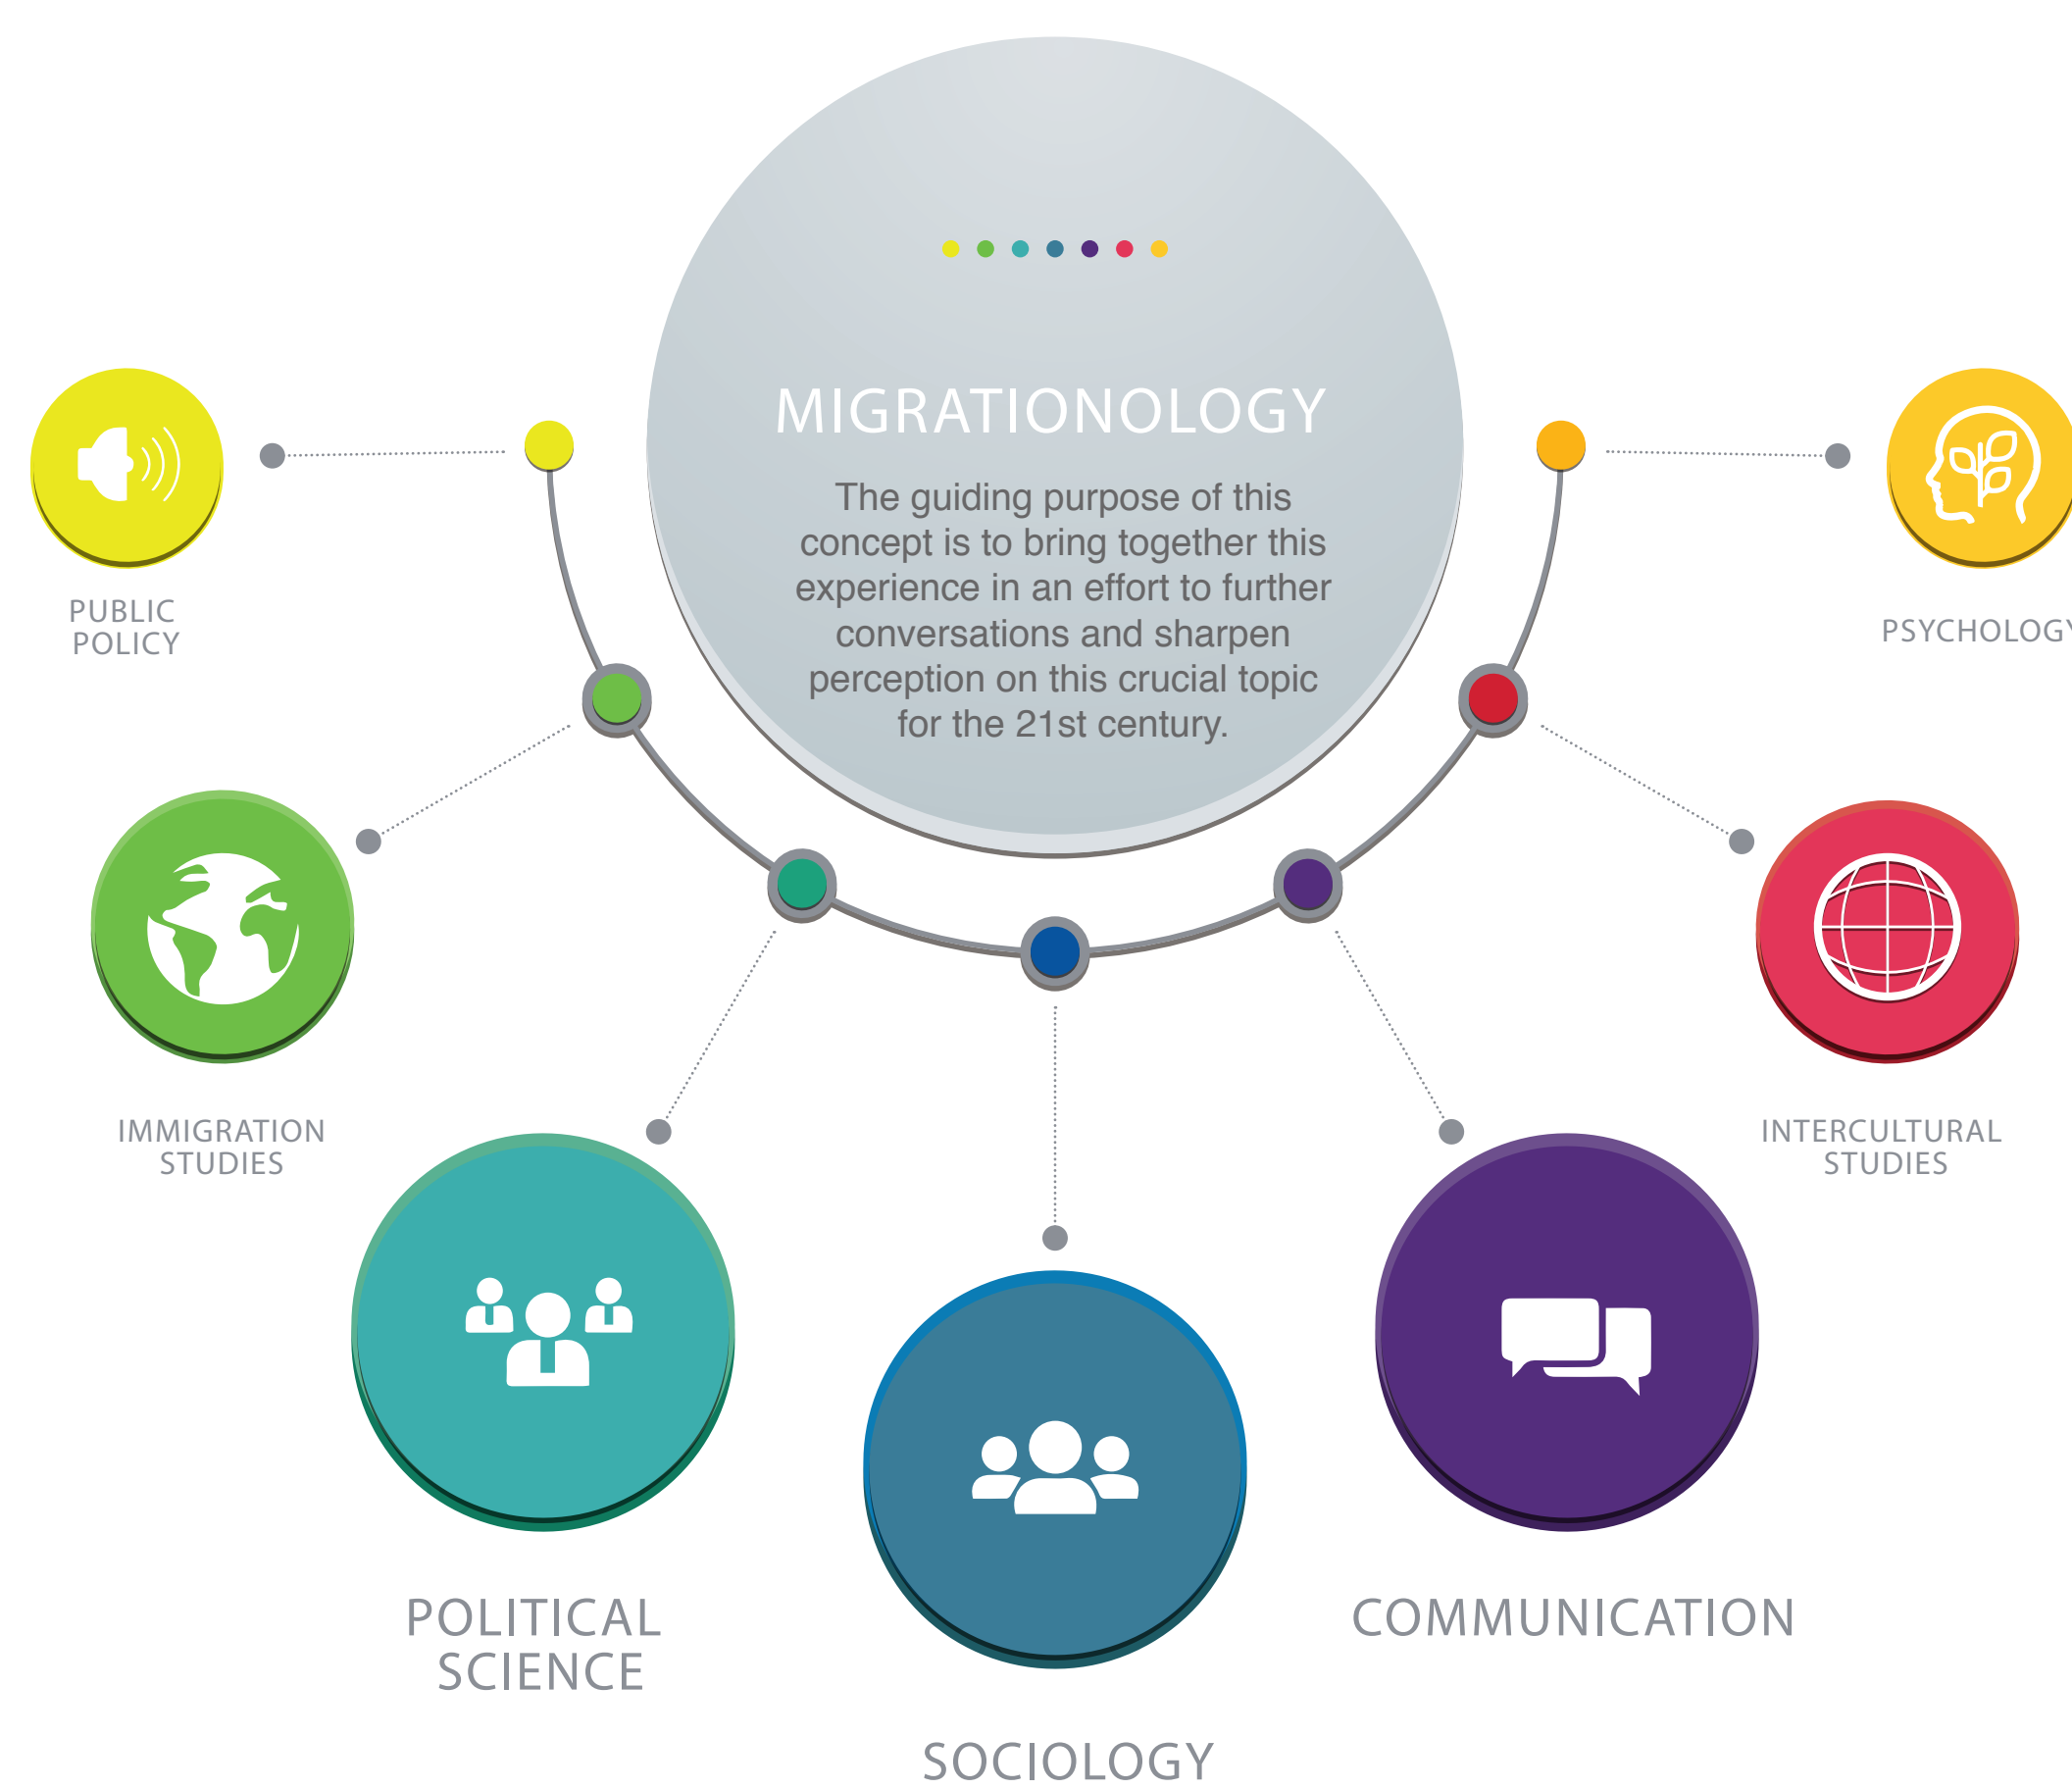 MIGRATIONOLOGY
The guiding purpose of this
concept is to bring together this
experience in an effort to further
conversations and sharpen
perception on this crucial topic
for the 21st century.
PUBLIC
POLICY
PSYCHOLOGY
IMMIGRATION
STUDIES
INTERCULTURAL
STUDIES
POLITICAL
SCIENCE
COMMUNICATION
SOCIOLOGY